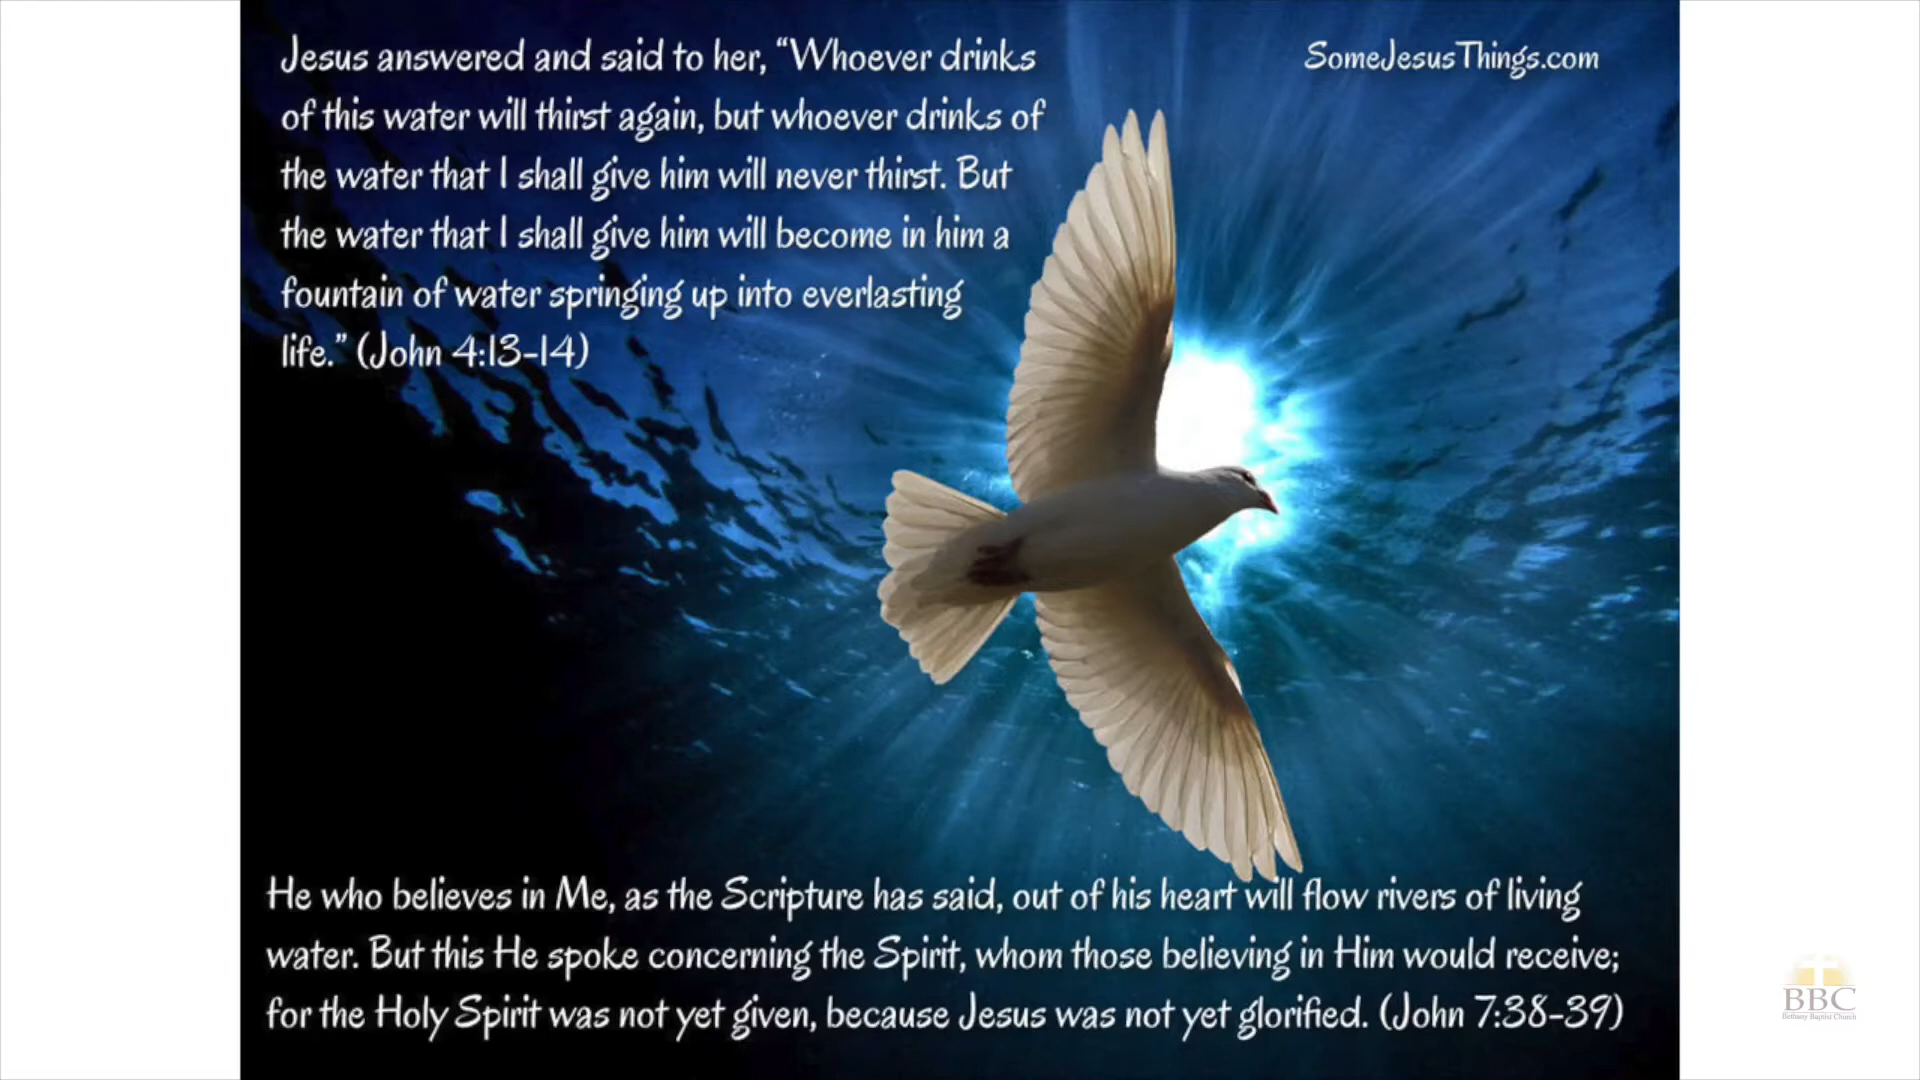 Jesus answered and said to her, “Whoever drinks
of this water will thirst again, but whoever drinks of
the water that I shall give him will never thirst. But
the water that I shall give him will become in him a
fountain of water springing up into everlasting
life.” (John 4:13-14)
SomeJesusThings.com
He who believes in Me, as the Scripture has said, out of his heart will flow rivers of living
water. But this He spoke concerning the Spirit, whom those believing in Him would receive;
for the Holy Spirit was not yet given, because Jesus was not yet glorified. (John 7:38-39)
BBC
Bethany Baptist Church